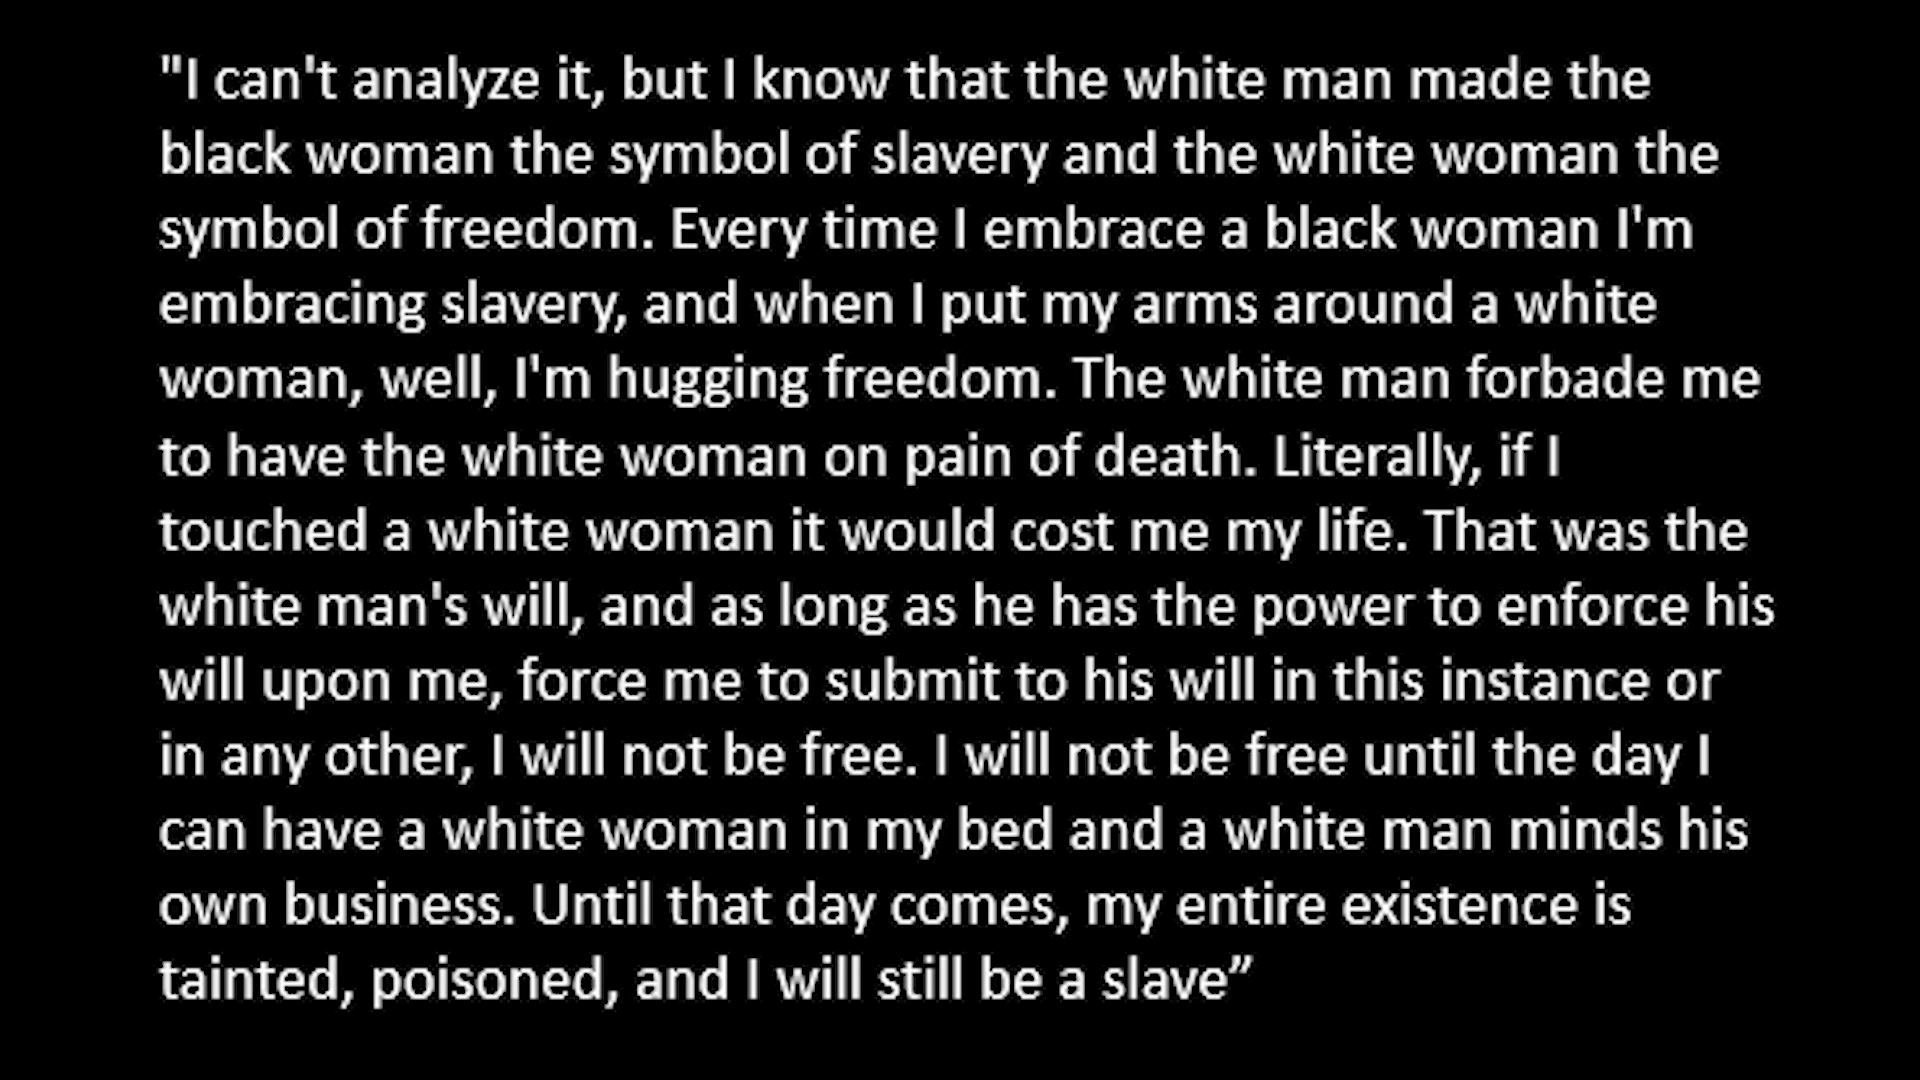 "I can't analyze it, but I know that the white man made the
black woman the symbol of slavery and the white woman the
symbol of freedom. Every time I embrace a black woman I'm
embracing slavery, and when I put my arms around a white
woman, well, I'm hugging freedom. The white man forbade me
to have the white woman on pain of death. Literally, if I
touched a white woman it would cost me my life. That was the
white man's will, and as long as he has the power to enforce his
will upon me, force me to submit to his will in this instance or
in any other, I will not be free. I will not be free until the day I
can have a white woman in my bed and a white man minds his
own business. Until that day comes, my entire existence is
tainted, poisoned, and I will still be a slave”